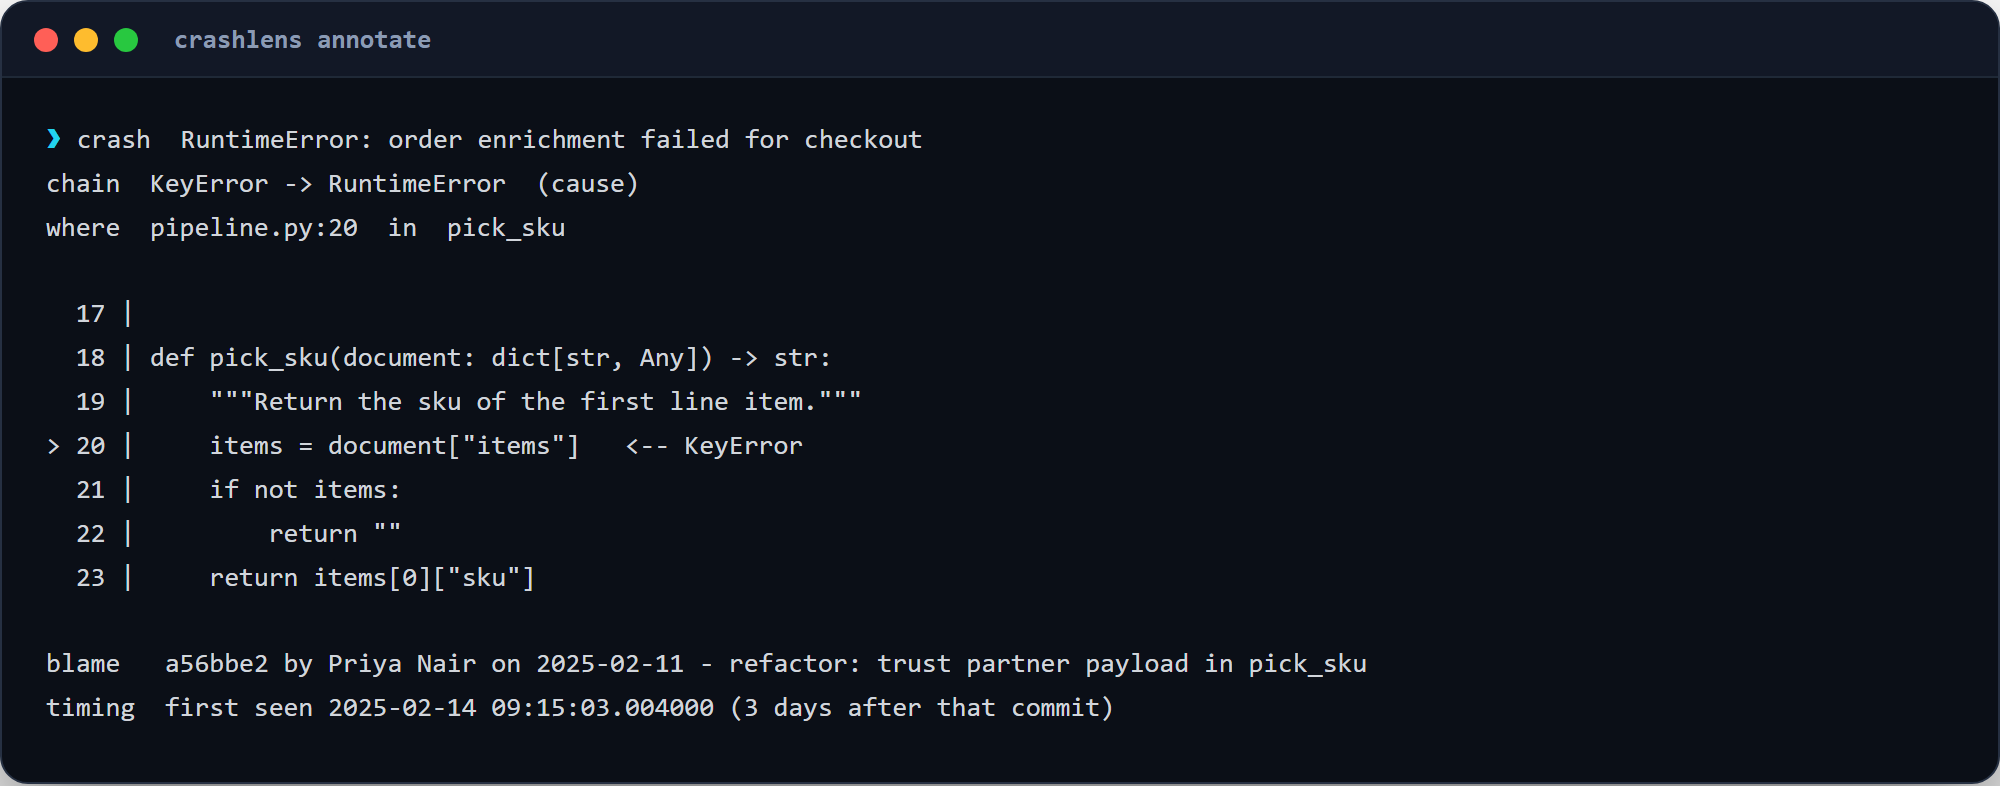 crashlens annotate
❯ crash  RuntimeError: order enrichment failed for checkout
chain  KeyError -> RuntimeError  (cause)
where  pipeline.py:20  in  pick_sku
  17 |
  18 | def pick_sku(document: dict[str, Any]) -> str:
  19 |     """Return the sku of the first line item."""
> 20 |     items = document["items"]   <-- KeyError
  21 |     if not items:
  22 |         return ""
  23 |     return items[0]["sku"]
blame   a56bbe2 by Priya Nair on 2025-02-11 - refactor: trust partner payload in pick_sku
timing  first seen 2025-02-14 09:15:03.004000 (3 days after that commit)